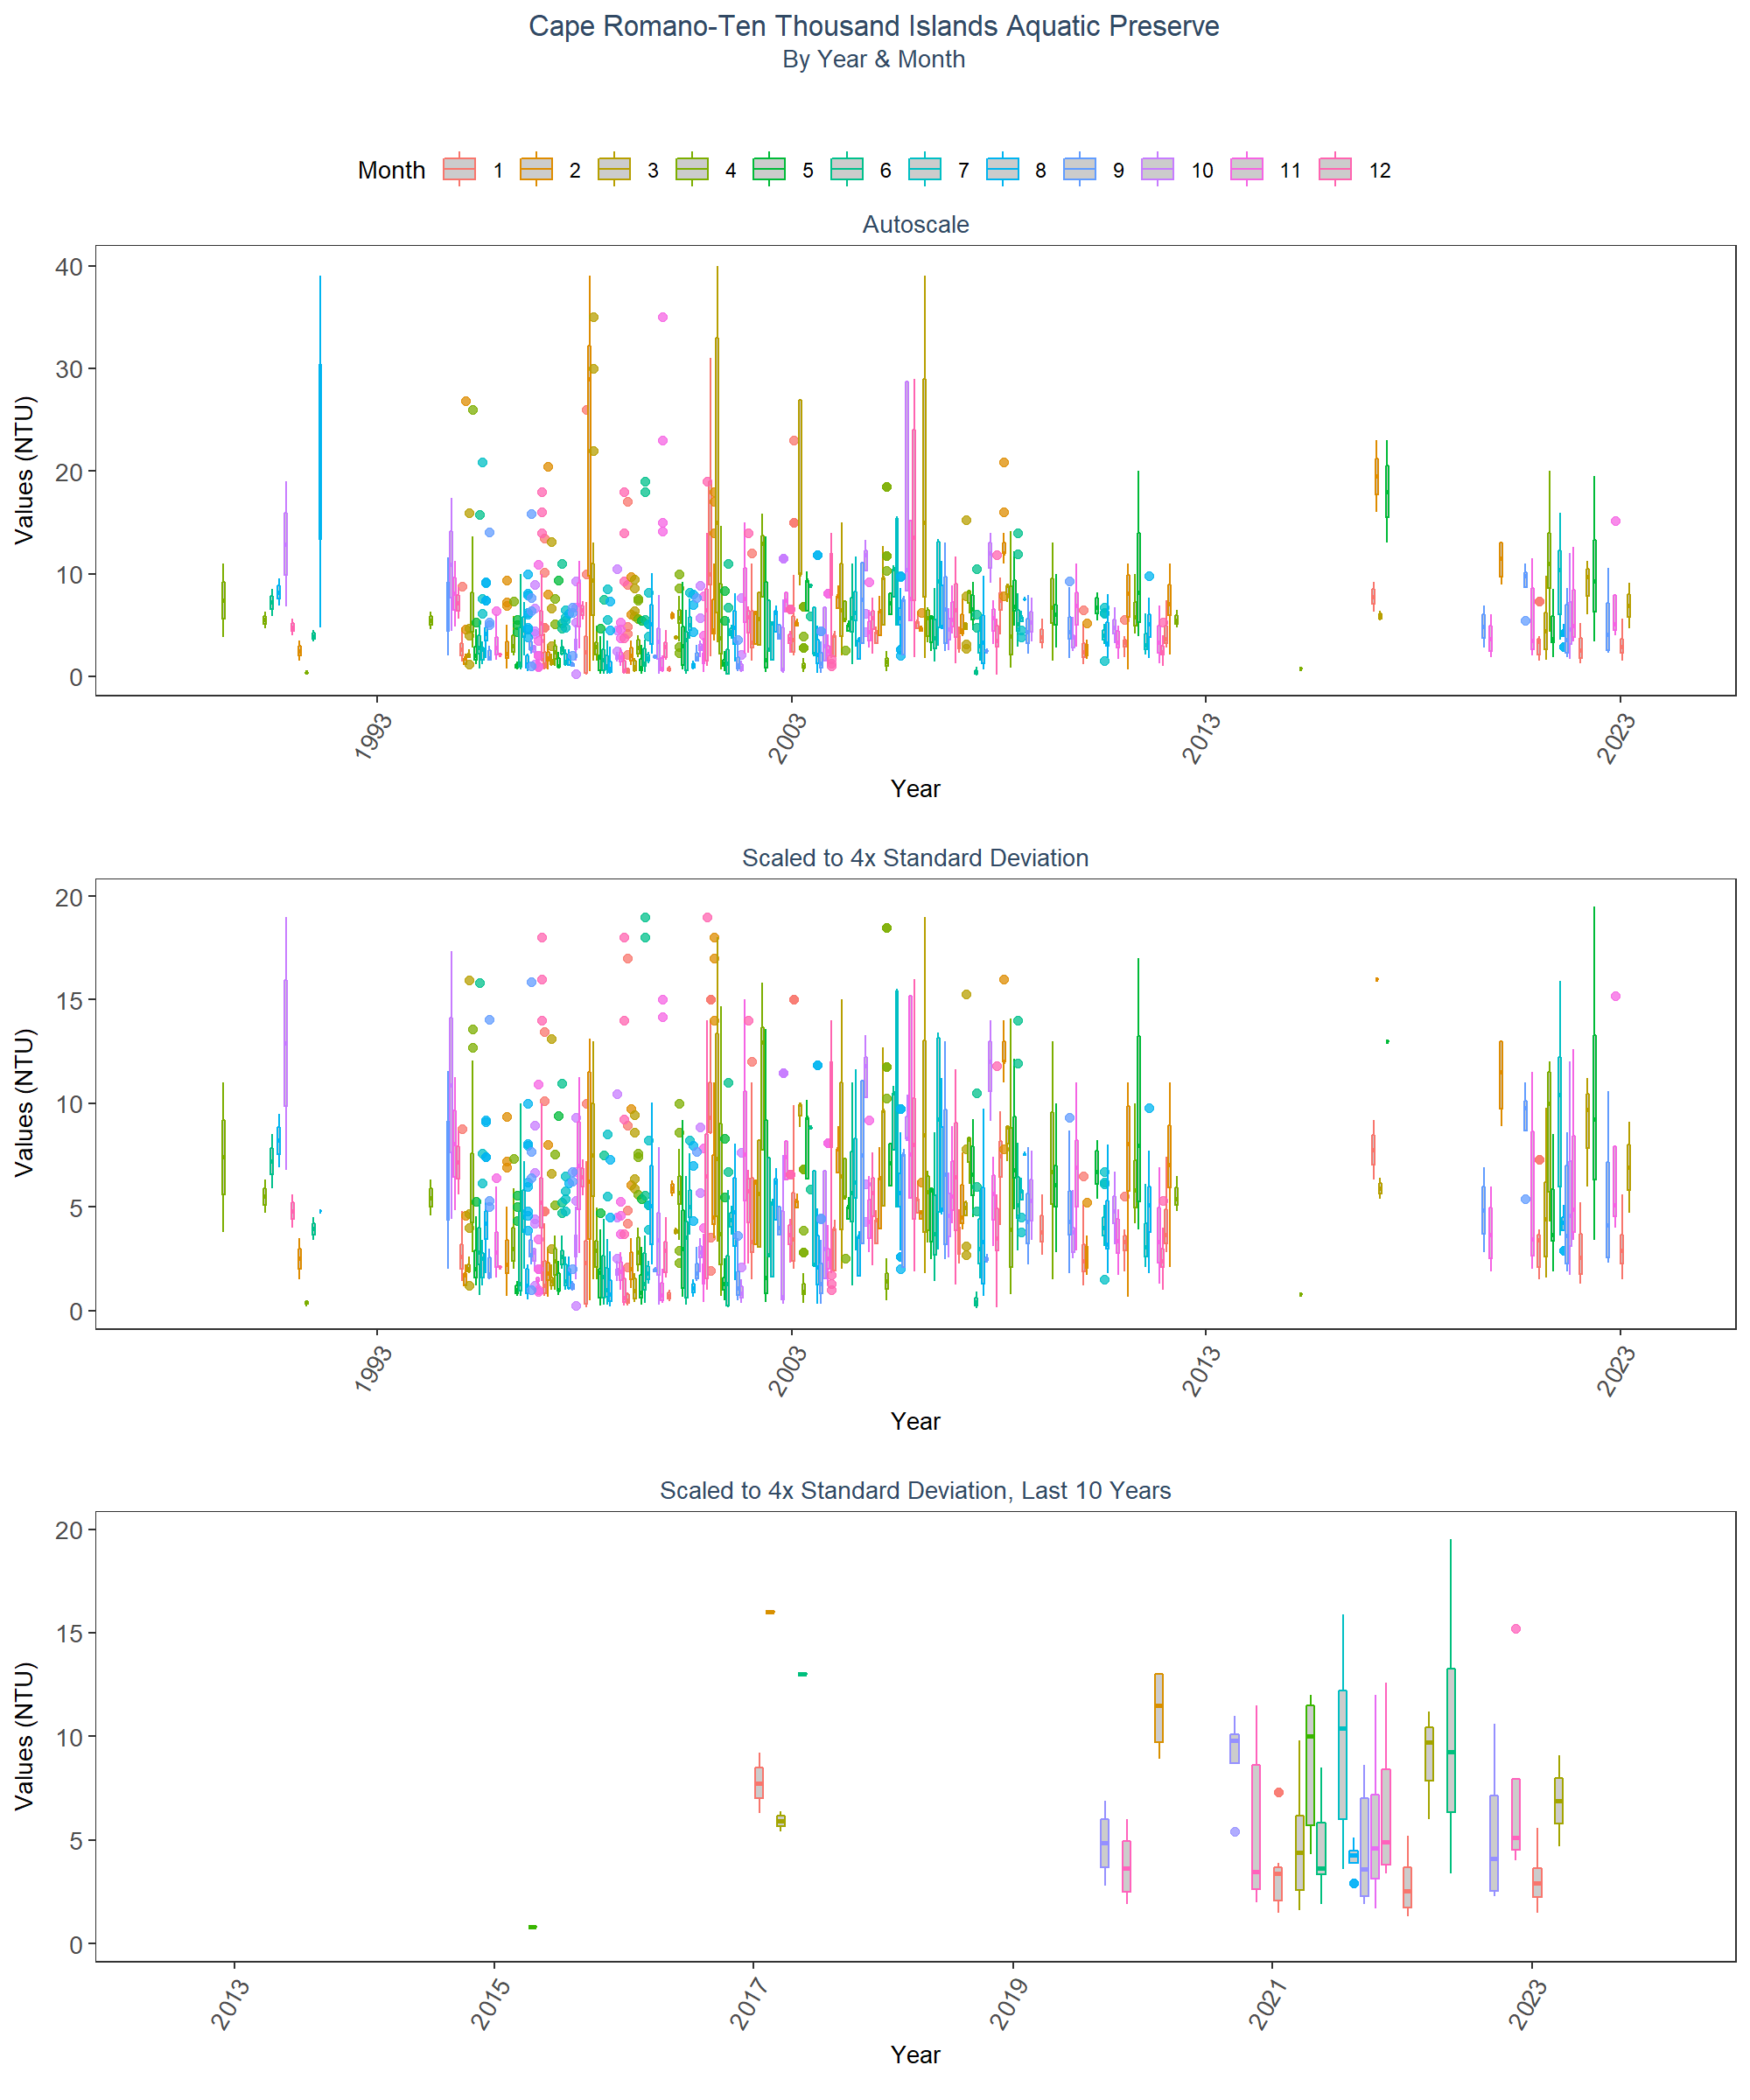 Cape Romano-Ten Thousand Islands Aquatic Preserve
By Year & Month
Month 1 2 3 4 5 6 7 8 9 10 11 12
Autoscale
Values (NTU)
40
30
20
10
0
1993 2003 2013 2023
Year
Scaled to 4x Standard Deviation
Values (NTU)
20
15
10
5
0
1993 2003 2013 2023
Year
Scaled to 4x Standard Deviation, Last 10 Years
Values (NTU)
20
15
10
5
0
2013 2015 2017 2019 2021 2023
Year